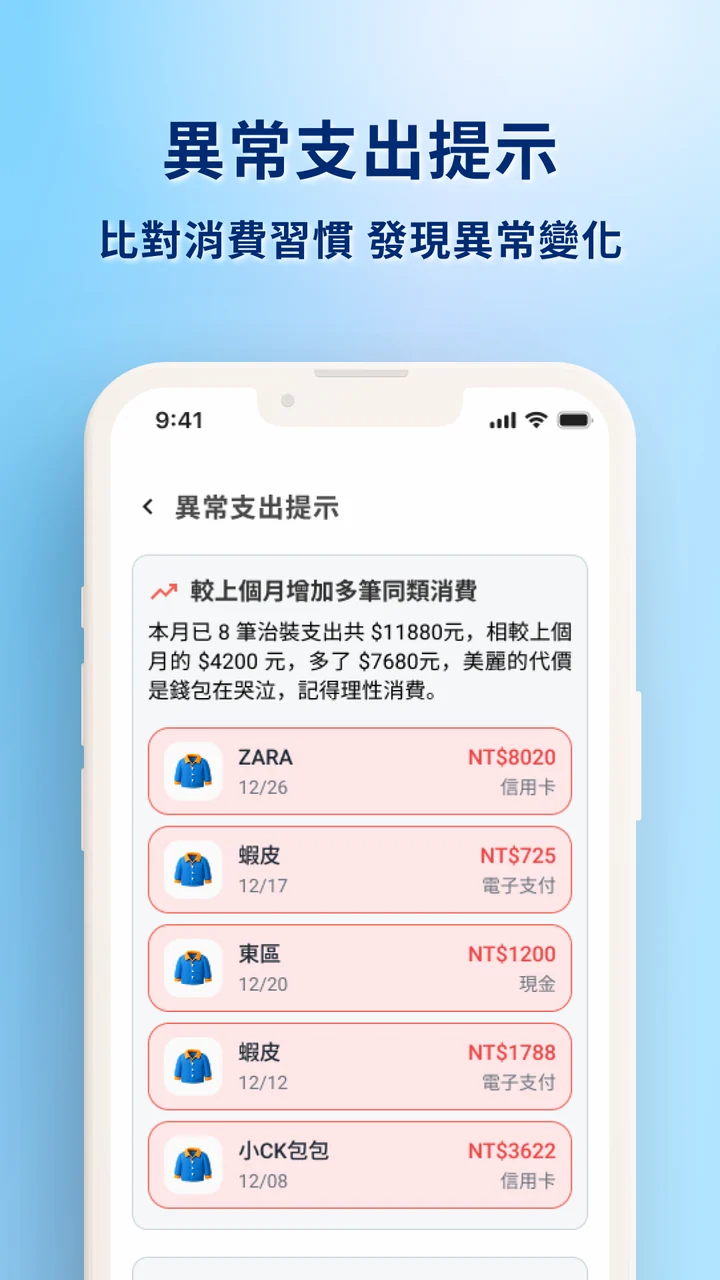 異常支出提示
比對消費習慣 發現異常變化
9:41
異常支出提示
較上個月增加多筆同類消費
本月已 8 筆治裝支出共 $11880元，相較上個
月的 $4200 元，多了 $7680元，美麗的代價
是錢包在哭泣，記得理性消費。
ZARA
NT$8020
12/26
信用卡
蝦皮
NT$725
12/17
電子支付
東區
NT$1200
12/20
現金
蝦皮
NT$1788
12/12
電子支付
小CK包包
NT$3622
12/08
信用卡